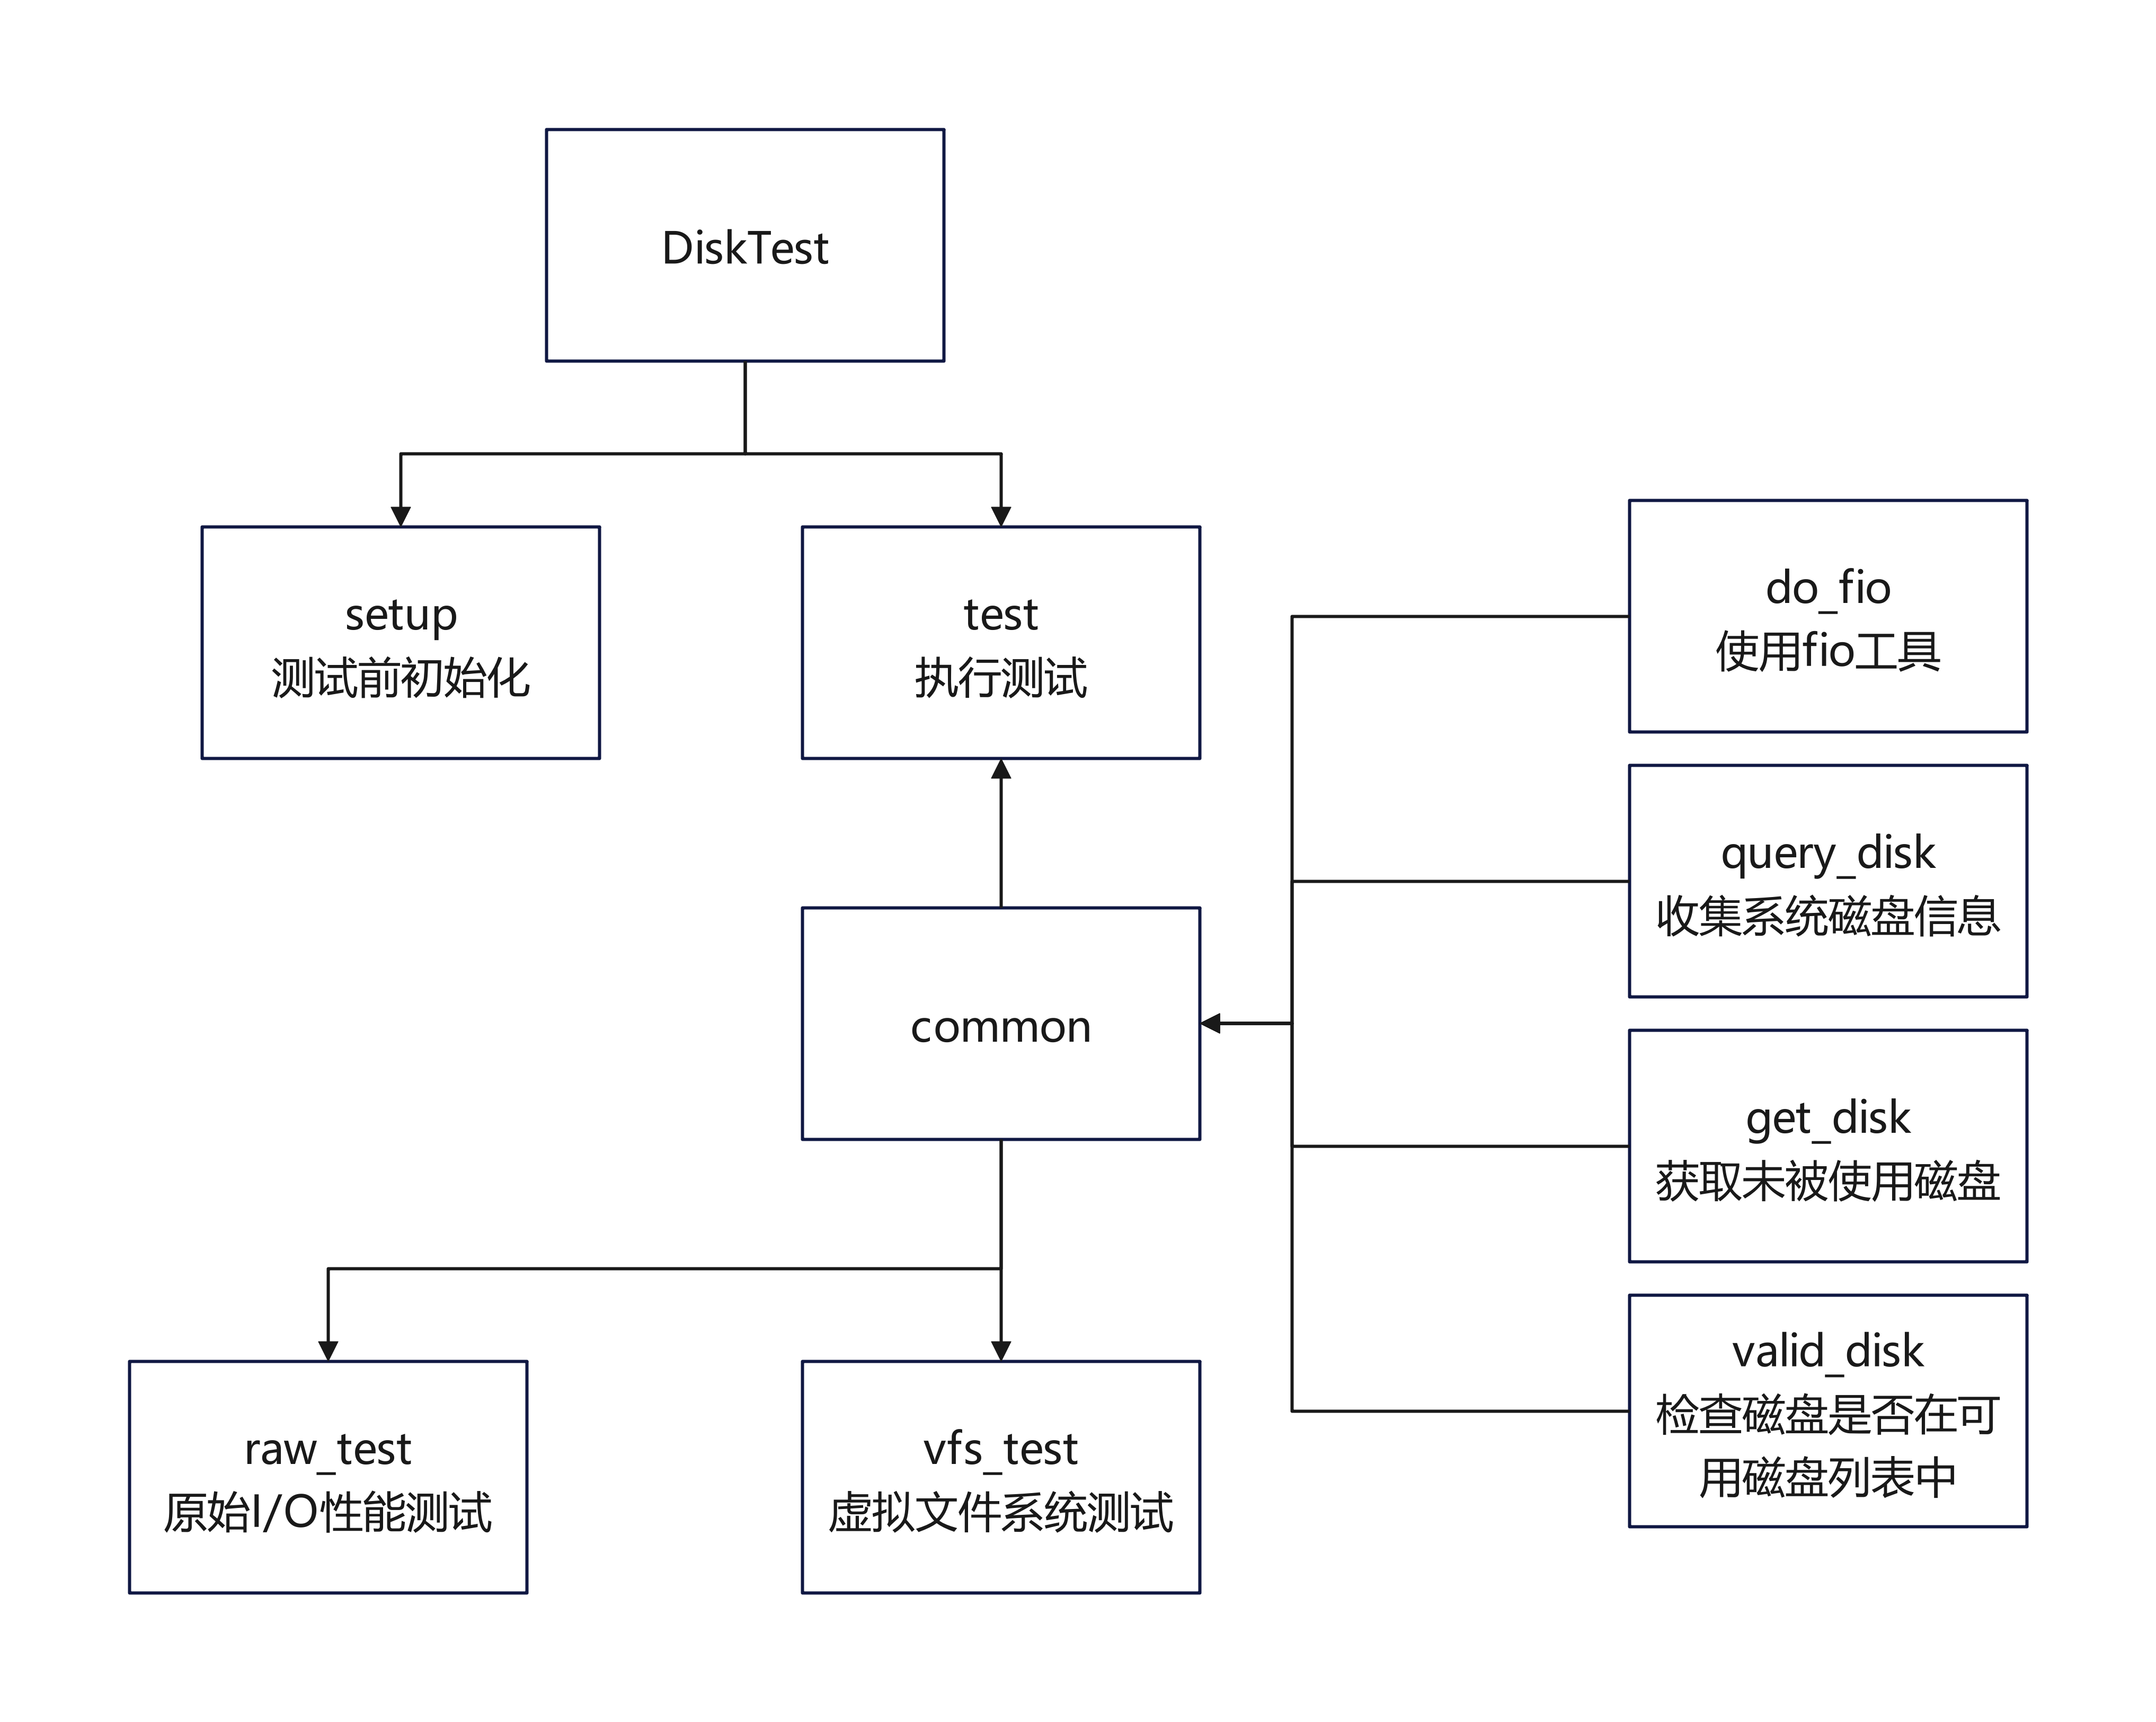 DiskTest
setup
测试前初始化
test
执行测试
do_fio
使用fio工具
query_disk
收集系统磁盘信息
common
get_disk
获取未被使用磁盘
valid_disk
检查磁盘是否在可
用磁盘列表中
raw_test
原始I/O性能测试
vfs_test
虚拟文件系统测试